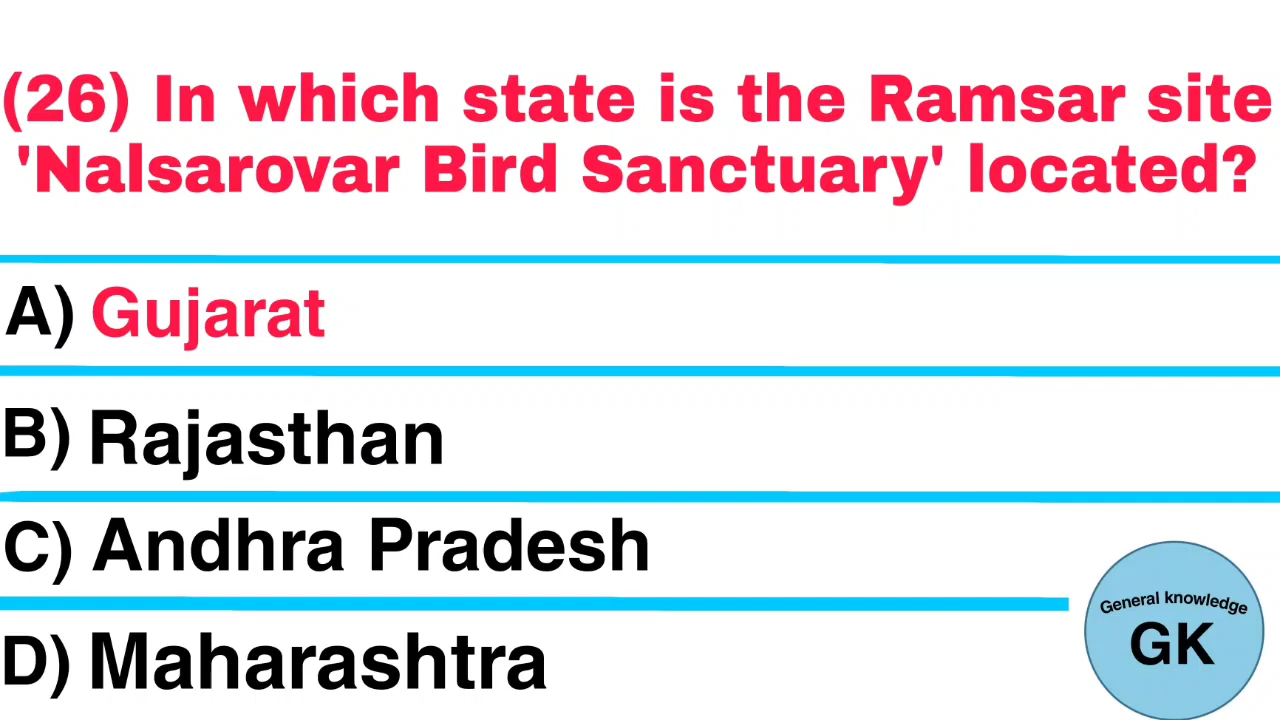 (26) In which state is the Ramsar site
'Nalsarovar Bird Sanctuary' located?
A) Gujarat
B) Rajasthan
C) Andhra Pradesh
D) Maharashtra
General knowledge
GK